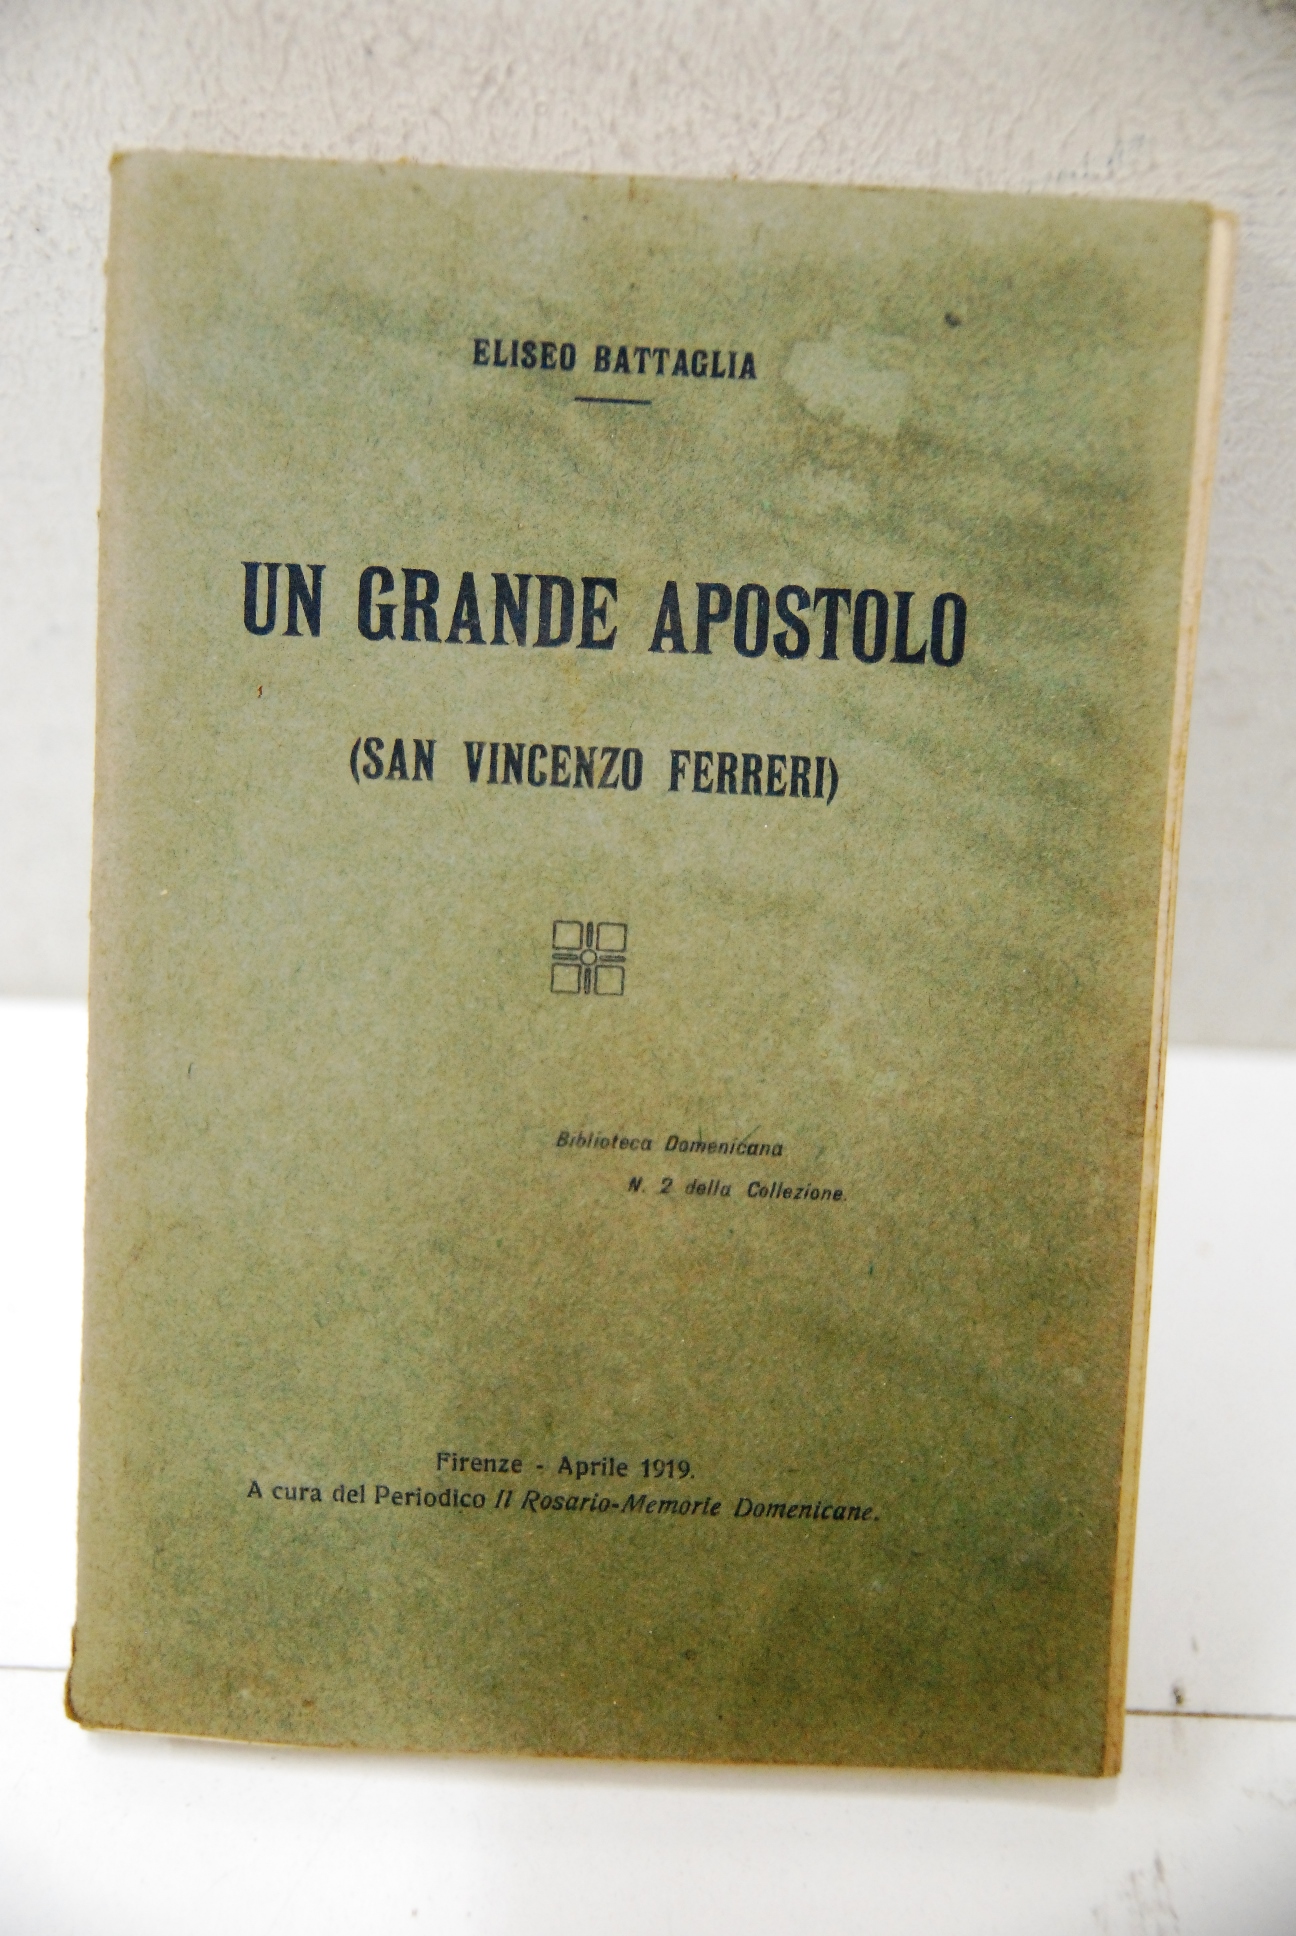 ELISEO BATTAGLIA
UN GRANDE APOSTOLO
(SAN VINCENZO FERRERI)
Biblioteca Domenicana
N. 2 della Collezione.
Firenze - Aprile 1919.
A cura del Periodico Il Rosario-Memorie Domenicane.